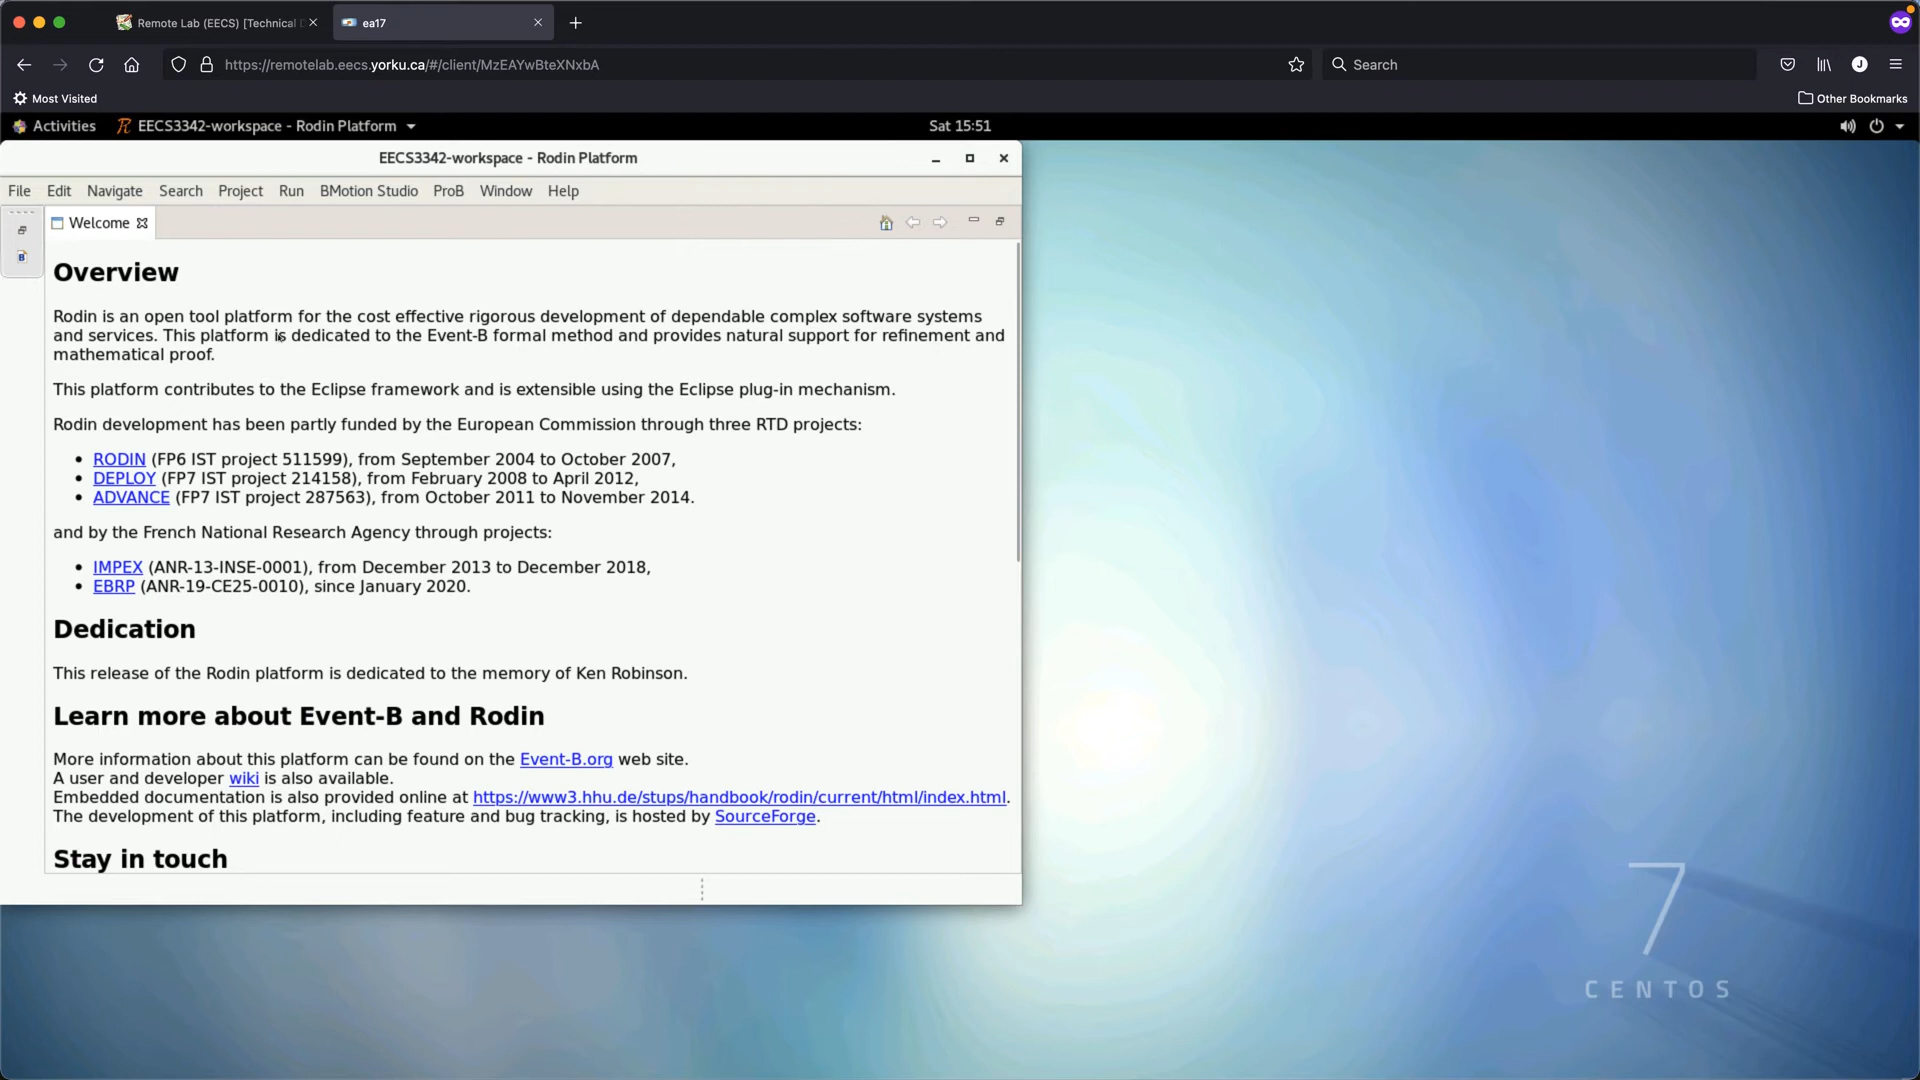 Remote Lab (EECS) [Technical
ea17
https://remotelab.eecs.yorku.ca/#/client/MzEAYwBteXNxbA
Search
J
Most Visited
Other Bookmarks
Activities
EECS3342-workspace - Rodin Platform
Sat 15:51
EECS3342-workspace - Rodin Platform
File Edit Navigate Search Project Run BMotion Studio ProB Window Help
Welcome
B
Overview
Rodin is an open tool platform for the cost effective rigorous development of dependable complex software systems
and services. This platform is dedicated to the Event-B formal method and provides natural support for refinement and
mathematical proof.
This platform contributes to the Eclipse framework and is extensible using the Eclipse plug-in mechanism.
Rodin development has been partly funded by the European Commission through three RTD projects:
• RODIN (FP6 IST project 511599), from September 2004 to October 2007,
• DEPLOY (FP7 IST project 214158), from February 2008 to April 2012,
• ADVANCE (FP7 IST project 287563), from October 2011 to November 2014.
and by the French National Research Agency through projects:
• IMPEX (ANR-13-INSE-0001), from December 2013 to December 2018,
• EBRP (ANR-19-CE25-0010), since January 2020.
Dedication
This release of the Rodin platform is dedicated to the memory of Ken Robinson.
Learn more about Event-B and Rodin
More information about this platform can be found on the Event-B.org web site.
A user and developer wiki is also available.
Embedded documentation is also provided online at https://www3.hhu.de/stups/handbook/rodin/current/html/index.html.
The development of this platform, including feature and bug tracking, is hosted by SourceForge.
Stay in touch
7
CENTOS